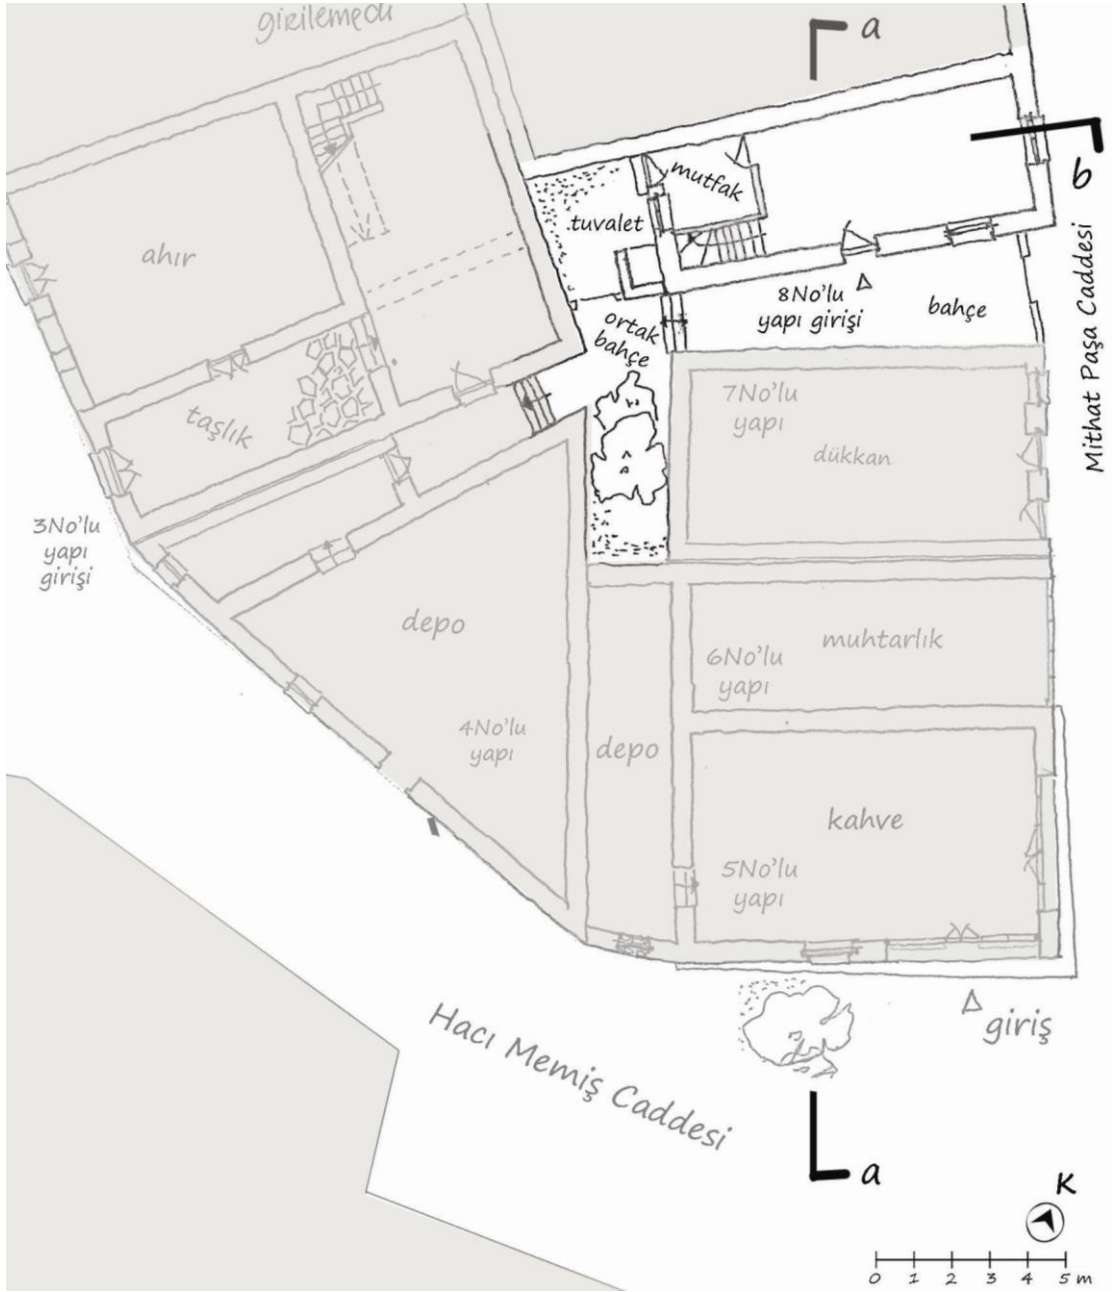 girilemedi
a
b
mutfak
tuvalet
ahır
8No'lu
yapı girişi
bahçe
Mithat Paşa Caddesi
ortak
bahçe
taşlık
7No'lu
yapı
dükkan
3No'lu
yapı
girişi
depo
muhtarlık
6No'lu
yapı
4No'lu
yapı
depo
kahve
5No'lu
yapı
giriş
Hacı Memiş Caddesi
a
K
0 1 2 3 4 5 m